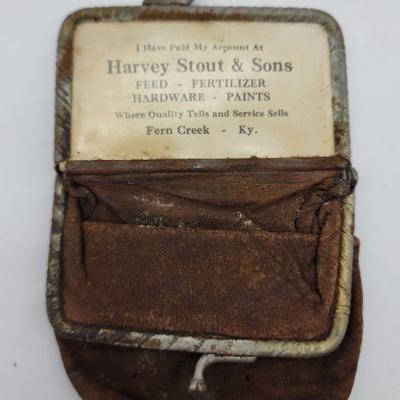 I Have Paid My Account At
Harvey Stout & Sons
FEED - FERTILIZER
HARDWARE - PAINTS
Where Quality Tells and Service Sells
Fern Creek - Ky.